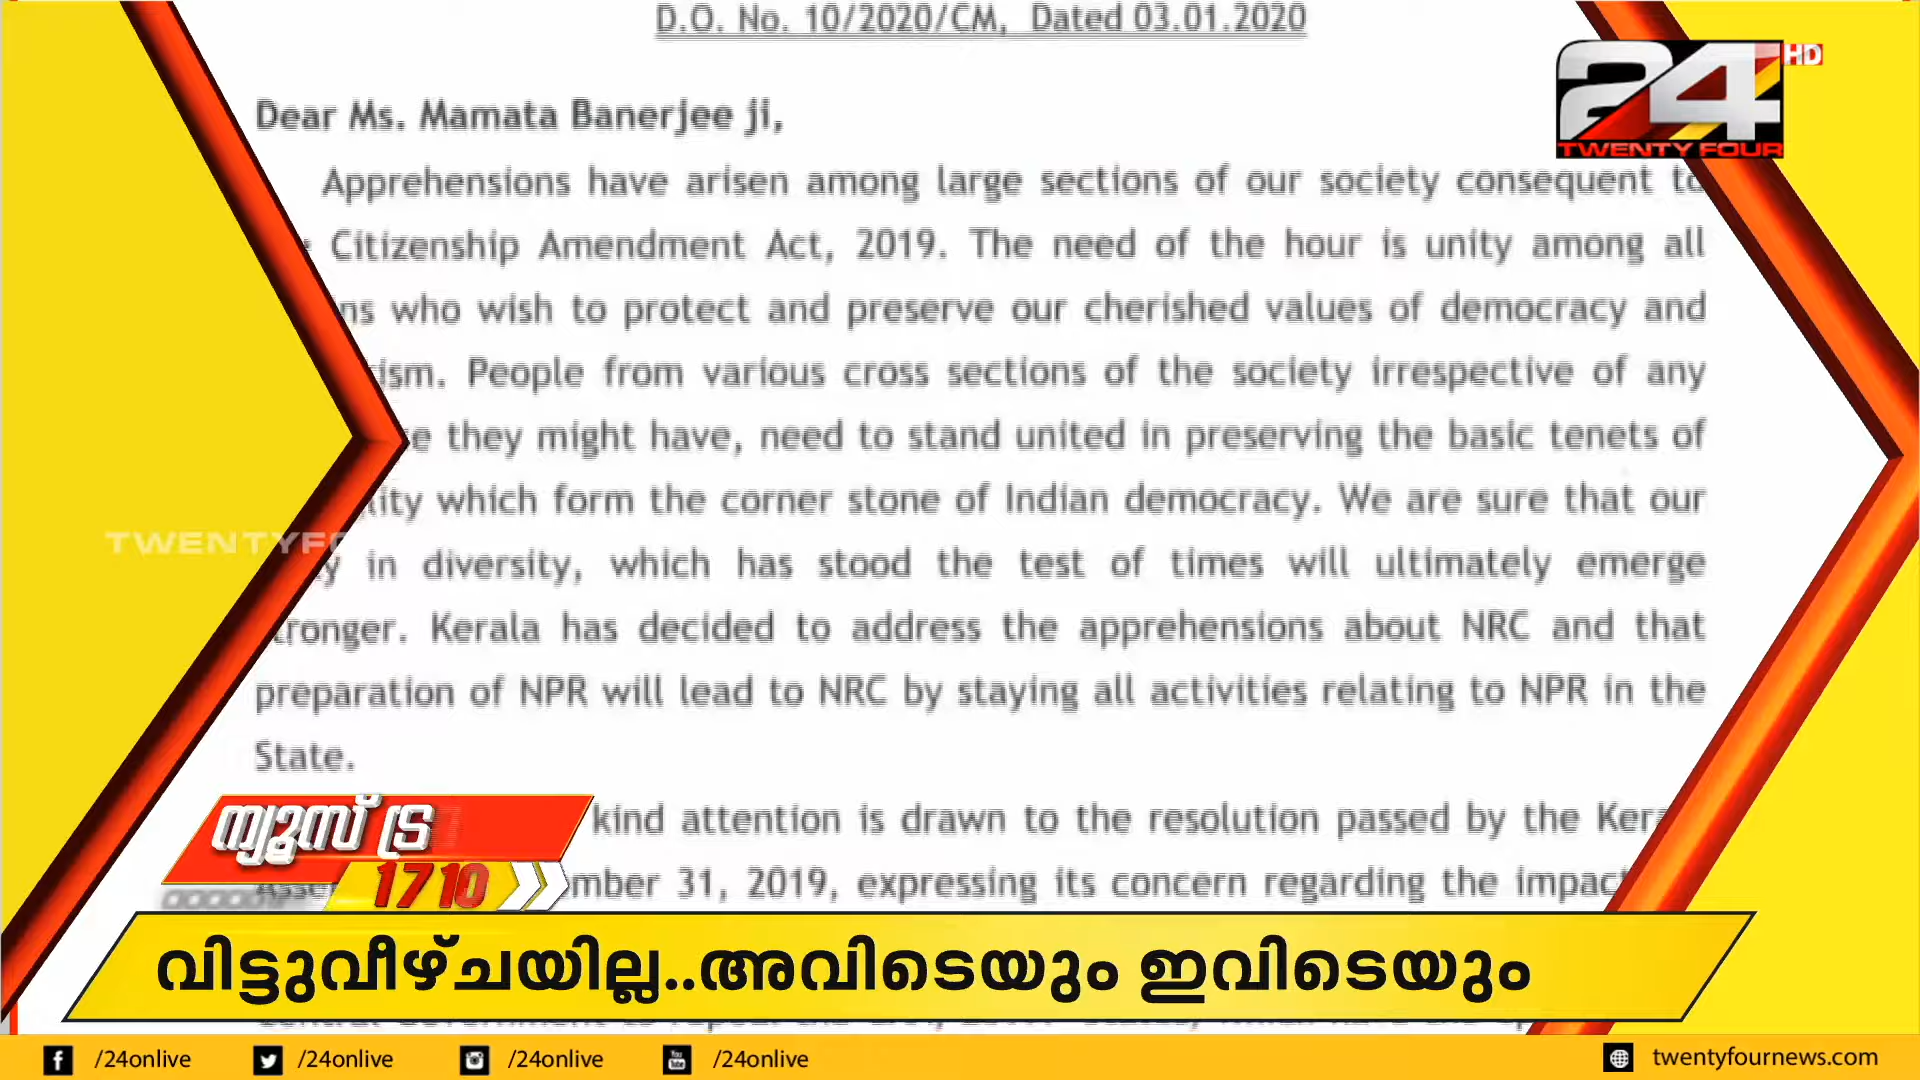 D.O. No. 10/2020/CM, Dated 03.01.2020
Dear Ms. Mamata Banerjee ji,
Apprehensions have arisen among large sections of our society consequent to
Citizenship Amendment Act, 2019. The need of the hour is unity among all
ns who wish to protect and preserve our cherished values of democracy and
ism. People from various cross sections of the society irrespective of any
e they might have, need to stand united in preserving the basic tenets of
lity which form the corner stone of Indian democracy. We are sure that our
y in diversity, which has stood the test of times will ultimately emerge
tronger. Kerala has decided to address the apprehensions about NRC and that
preparation of NPR will lead to NRC by staying all activities relating to NPR in the
State.
kind attention is drawn to the resolution passed by the Kera
Asse mber 31, 2019, expressing its concern regarding the impact
24 HD
TWENTY FOUR
TWENTYFO
ന്യൂസ് ട്ര
1710
വിട്ടുവീഴ്ചയില്ല..അവിടെയും ഇവിടെയും
/24onlive /24onlive /24onlive /24onlive twentyfournews.com